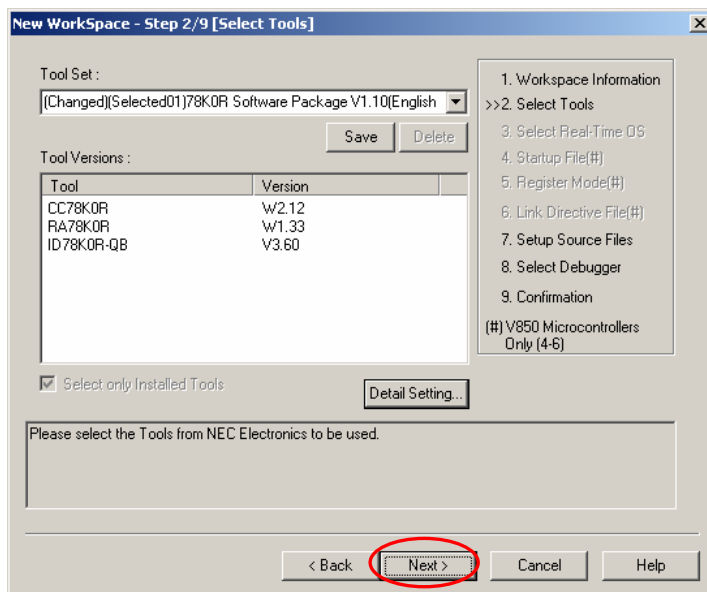 New WorkSpace - Step 2/9 [Select Tools]
Tool Set :
(Changed)(Selected01)78K0R Software Package V1.10(English
Save Delete
Tool Versions :
Tool Version
CC78K0R W2.12
RA78K0R W1.33
ID78K0R-QB V3.60
Select only Installed Tools
Detail Setting...
1. Workspace Information
>>2. Select Tools
3. Select Real-Time OS
4. Startup File(#)
5. Register Mode(#)
6. Link Directive File(#)
7. Setup Source Files
8. Select Debugger
9. Confirmation
(#) V850 Microcontrollers
Only (4-6)
Please select the Tools from NEC Electronics to be used.
< Back Next > Cancel Help